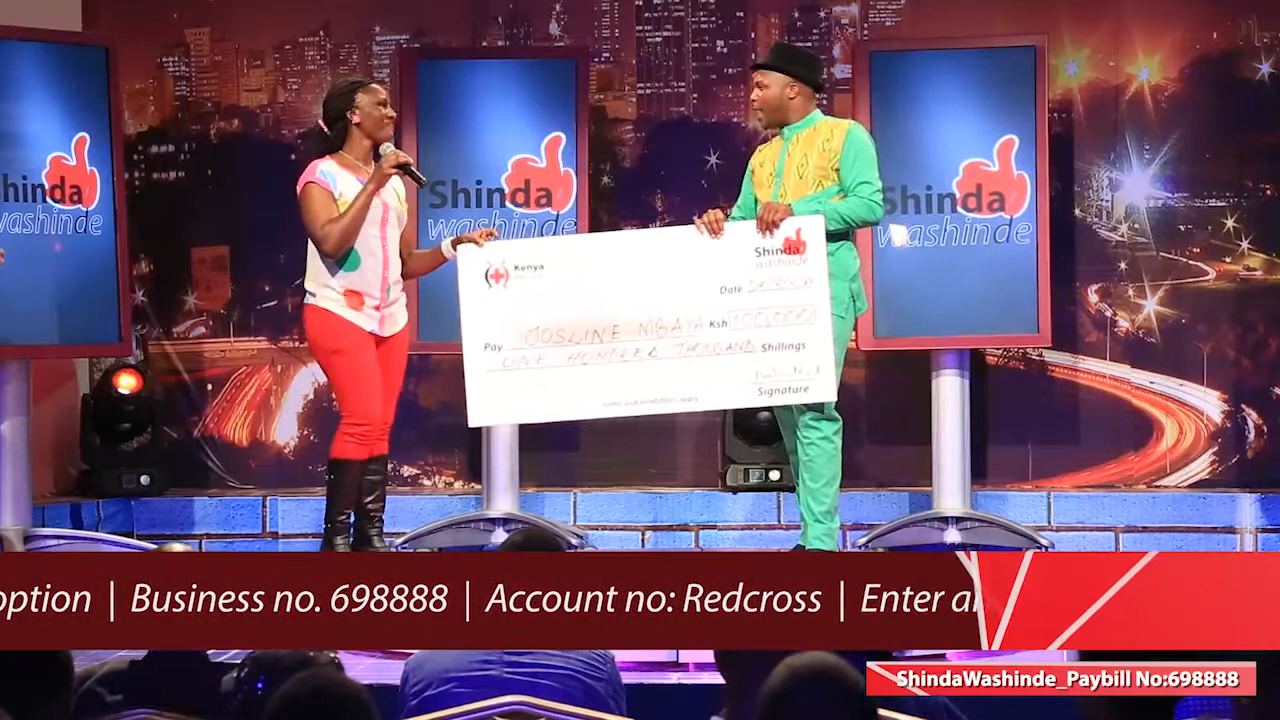 Shinda
washinde
Shinda
washinde
Shinda
washinde
Kenya
Shinda
washinde
Date
Pay JOSLINE MBAYA Ksh 100,000
ONE HUNDRED THOUSAND Shillings
Signature
option | Business no. 698888 | Account no: Redcross | Enter a
ShindaWashinde_Paybill No:698888